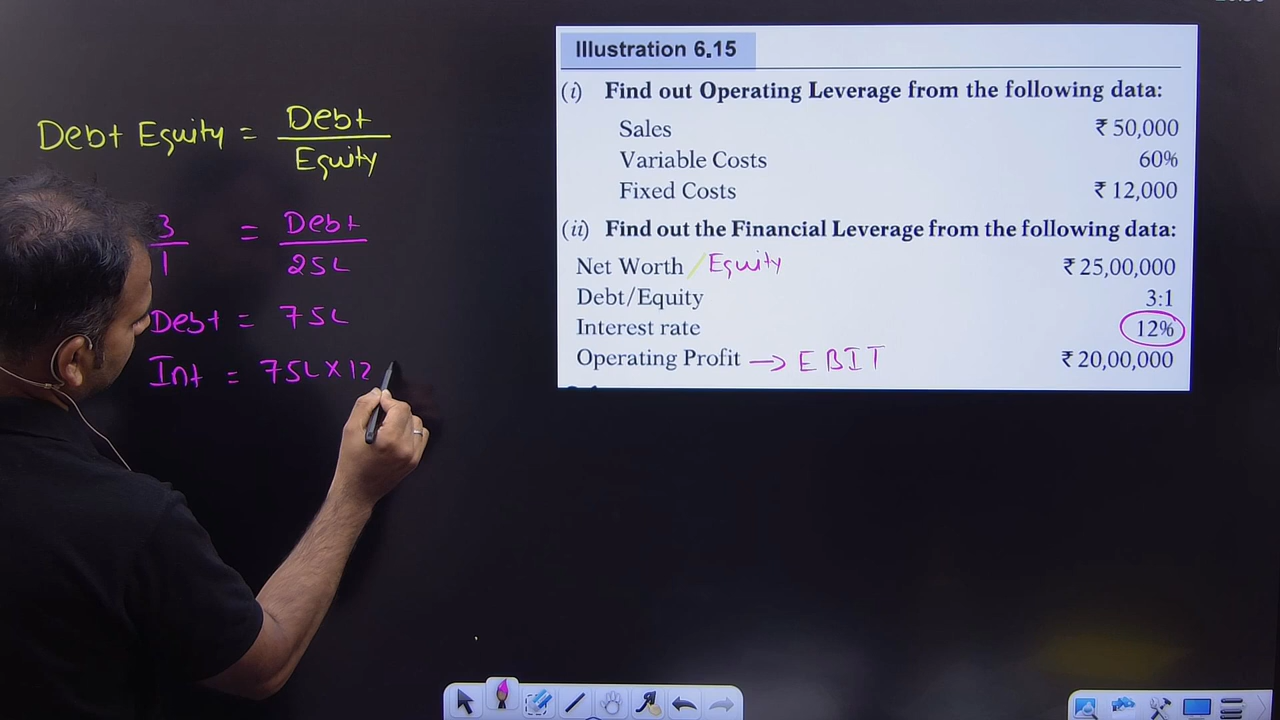 Debt Equity = Debt / Equity
3 / 1 = Debt / 25L
Debt = 75L
Int = 75L × 12
Illustration 6.15
(i) Find out Operating Leverage from the following data:
Sales ₹ 50,000
Variable Costs 60%
Fixed Costs ₹ 12,000
(ii) Find out the Financial Leverage from the following data:
Net Worth / Equity ₹ 25,00,000
Debt/Equity 3:1
Interest rate 12%
Operating Profit → EBIT ₹ 20,00,000